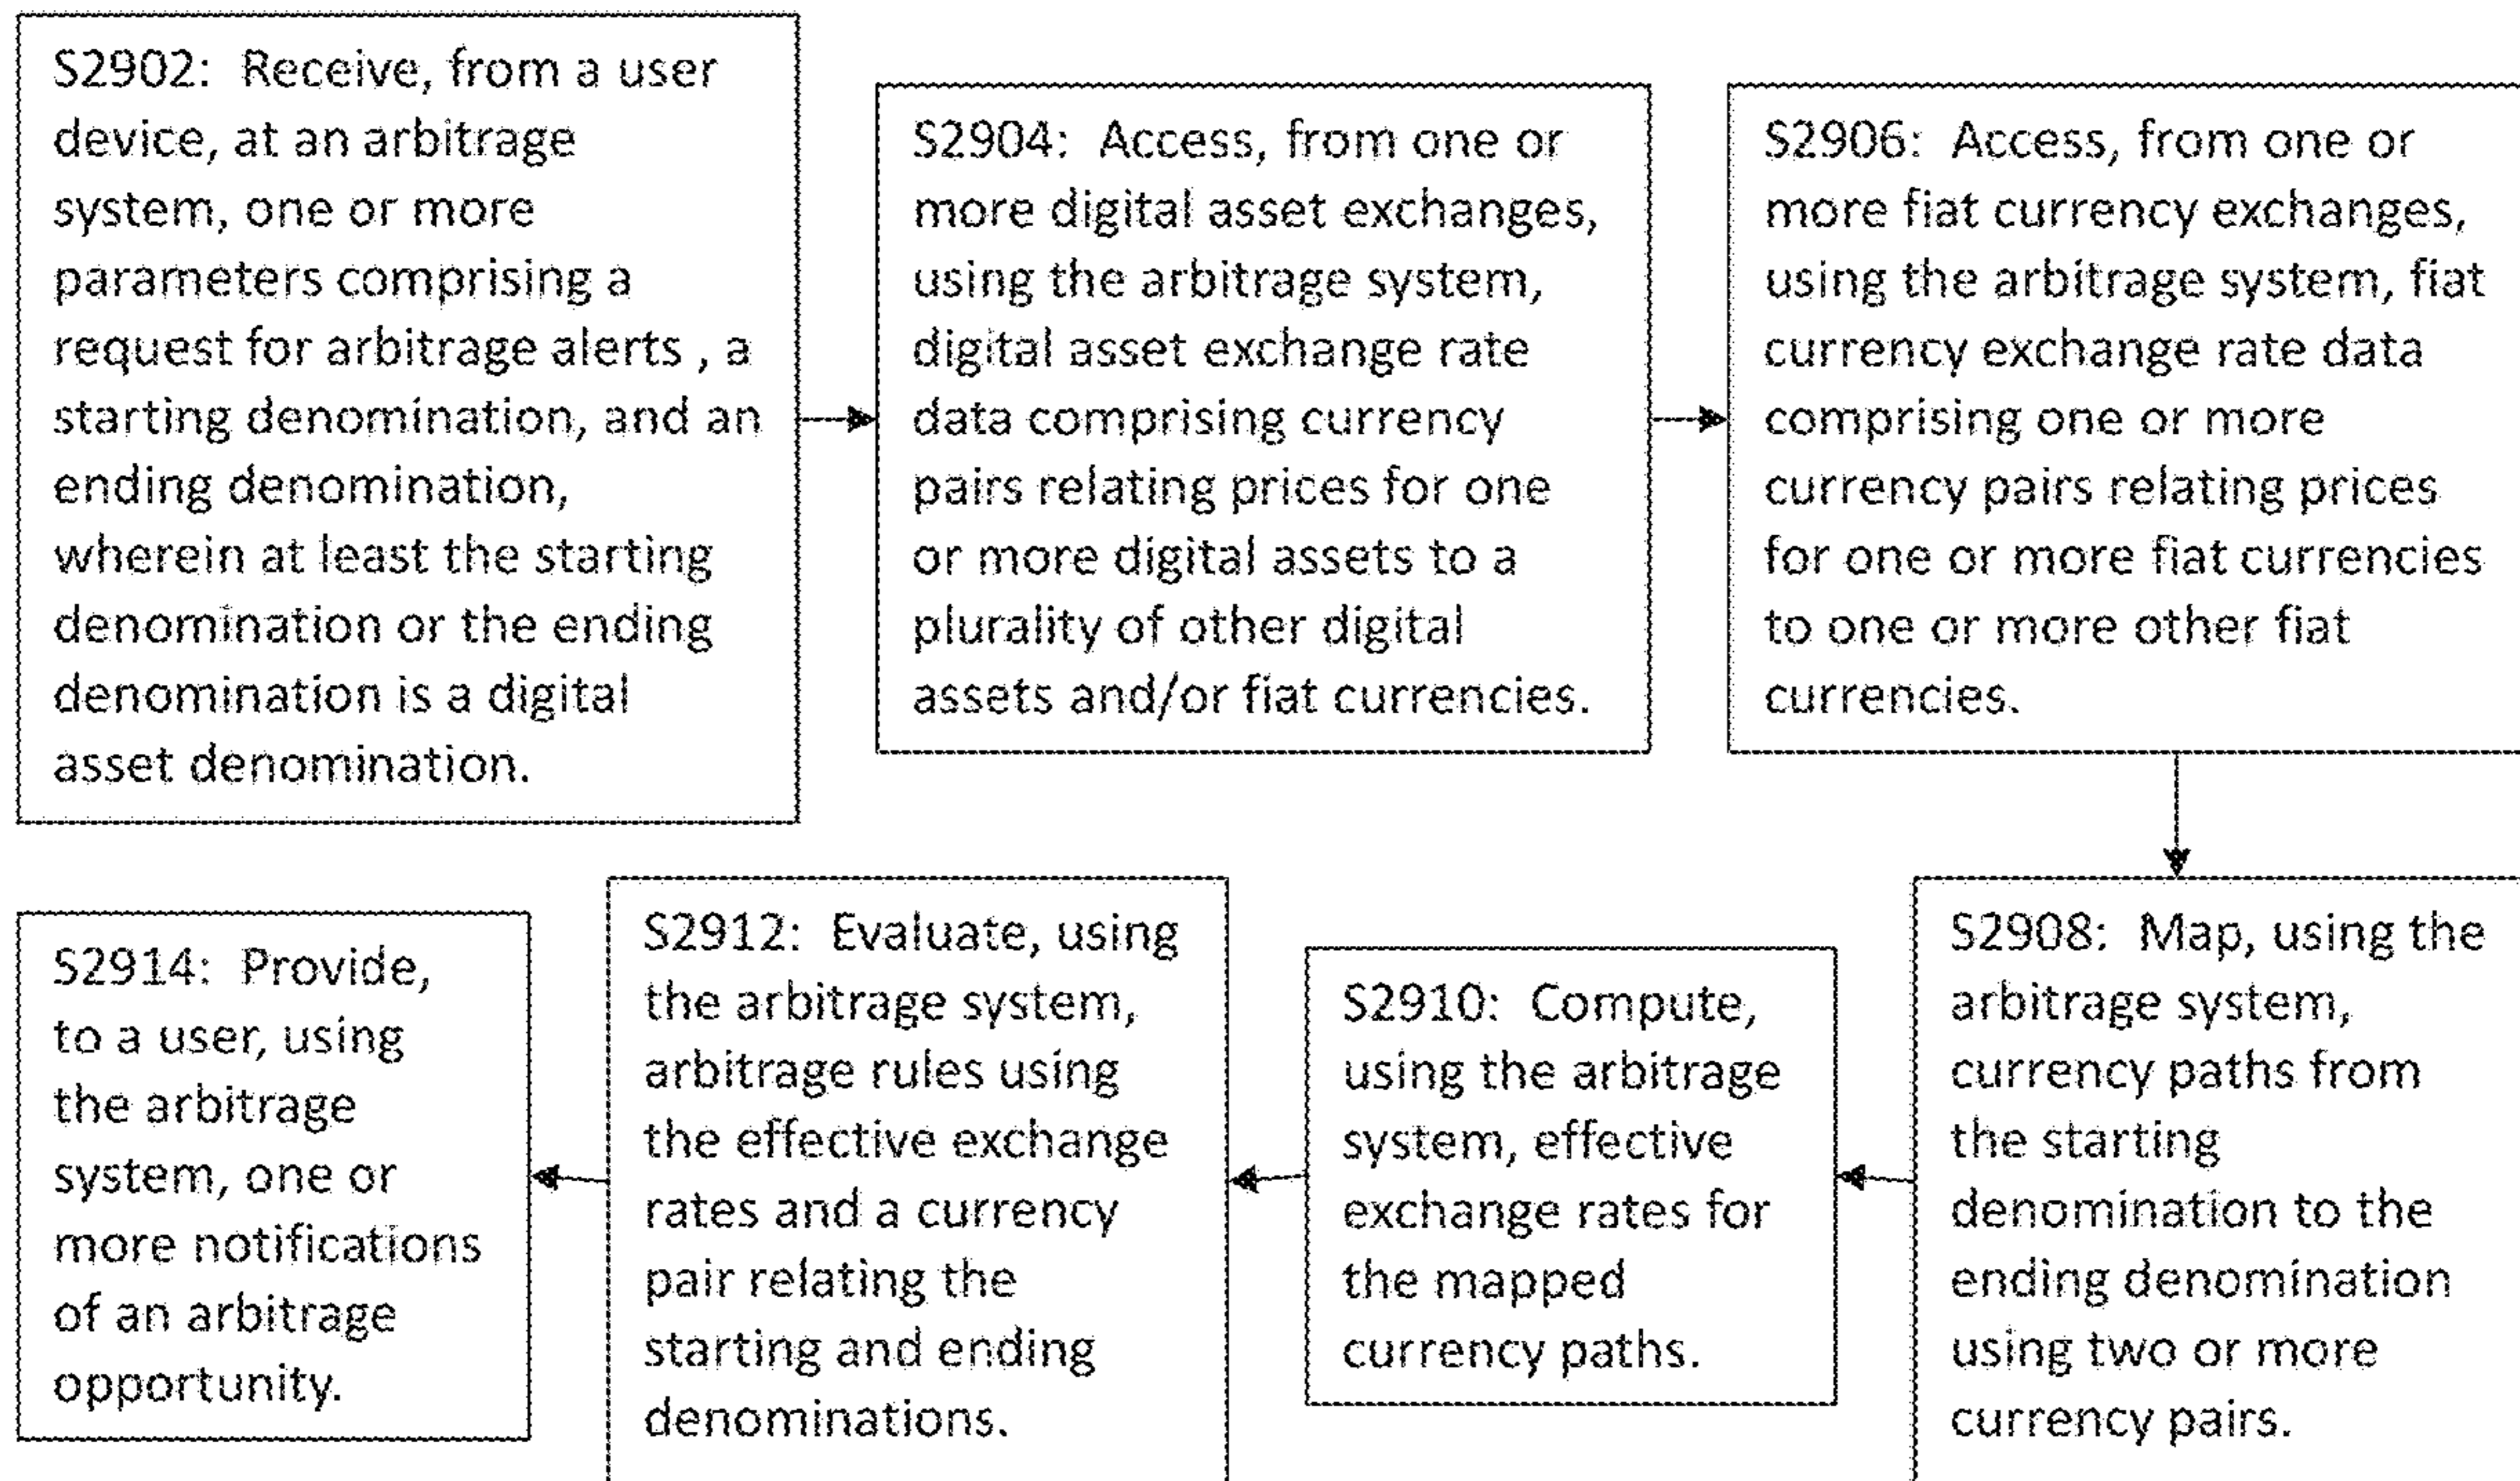 S2902: Receive, from a user
device, at an arbitrage
system, one or more
parameters comprising a
request for arbitrage alerts , a
starting denomination, and an
ending denomination,
wherein at least the starting
denomination or the ending
denomination is a digital
asset denomination.
S2904: Access, from one or
more digital asset exchanges,
using the arbitrage system,
digital asset exchange rate
data comprising currency
pairs relating prices for one
or more digital assets to a
plurality of other digital
assets and/or fiat currencies.
S2906: Access, from one or
more fiat currency exchanges,
using the arbitrage system, fiat
currency exchange rate data
comprising one or more
currency pairs relating prices
for one or more fiat currencies
to one or more other fiat
currencies.
S2908: Map, using the
arbitrage system,
currency paths from
the starting
denomination to the
ending denomination
using two or more
currency pairs.
S2910: Compute,
using the arbitrage
system, effective
exchange rates for
the mapped
currency paths.
S2912: Evaluate, using
the arbitrage system,
arbitrage rules using
the effective exchange
rates and a currency
pair relating the
starting and ending
denominations.
S2914: Provide,
to a user, using
the arbitrage
system, one or
more notifications
of an arbitrage
opportunity.